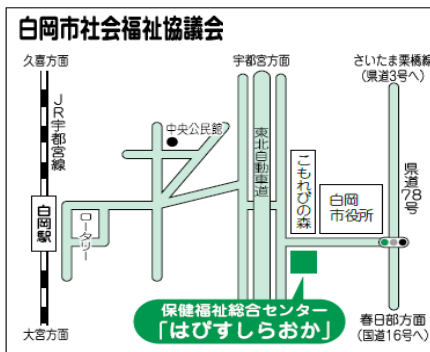 白岡市社会福祉協議会
久喜方面
宇都宮方面
さいたま栗橋線
(県道3号へ)
JR宇都宮線
中央公民館
東北自動車道
こもれびの森
白岡
市役所
県道78号
白岡駅
ロータリー
保健福祉総合センター
「はぴすしらおか」
大宮方面
春日部方面
(国道16号へ)